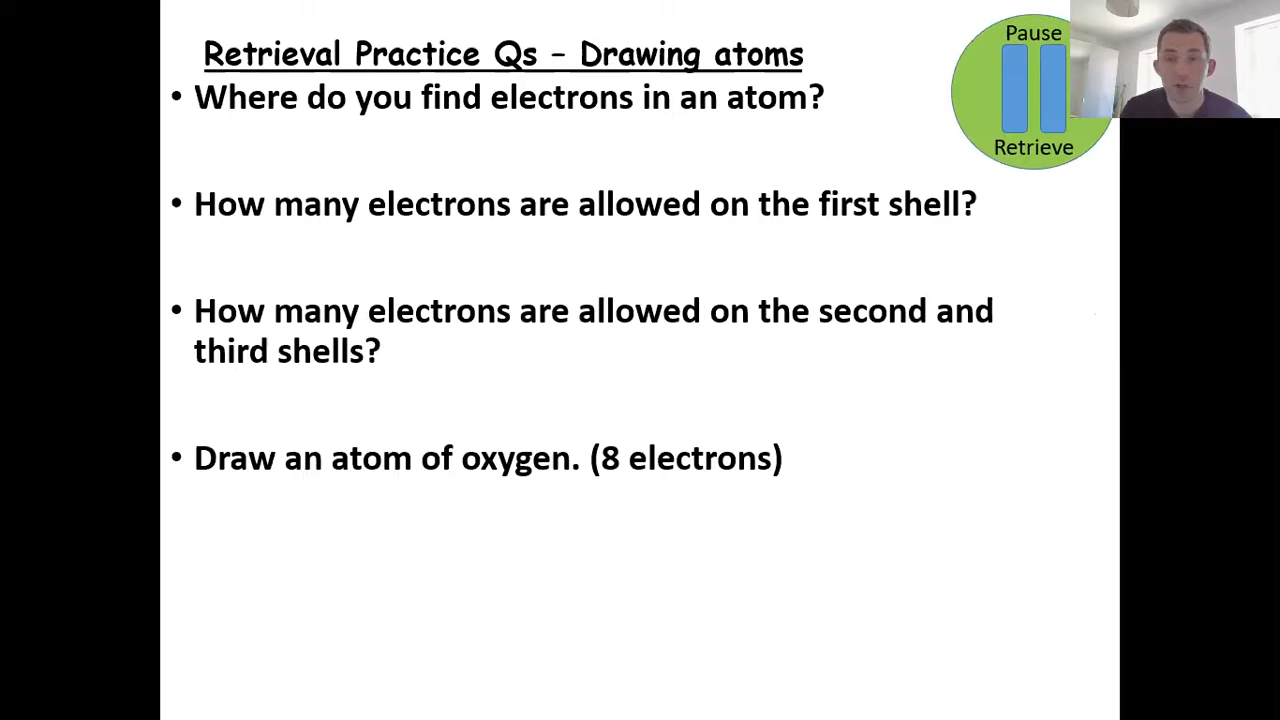 Retrieval Practice Qs – Drawing atoms
• Where do you find electrons in an atom?
• How many electrons are allowed on the first shell?
• How many electrons are allowed on the second and
third shells?
• Draw an atom of oxygen. (8 electrons)
Pause
Retrieve